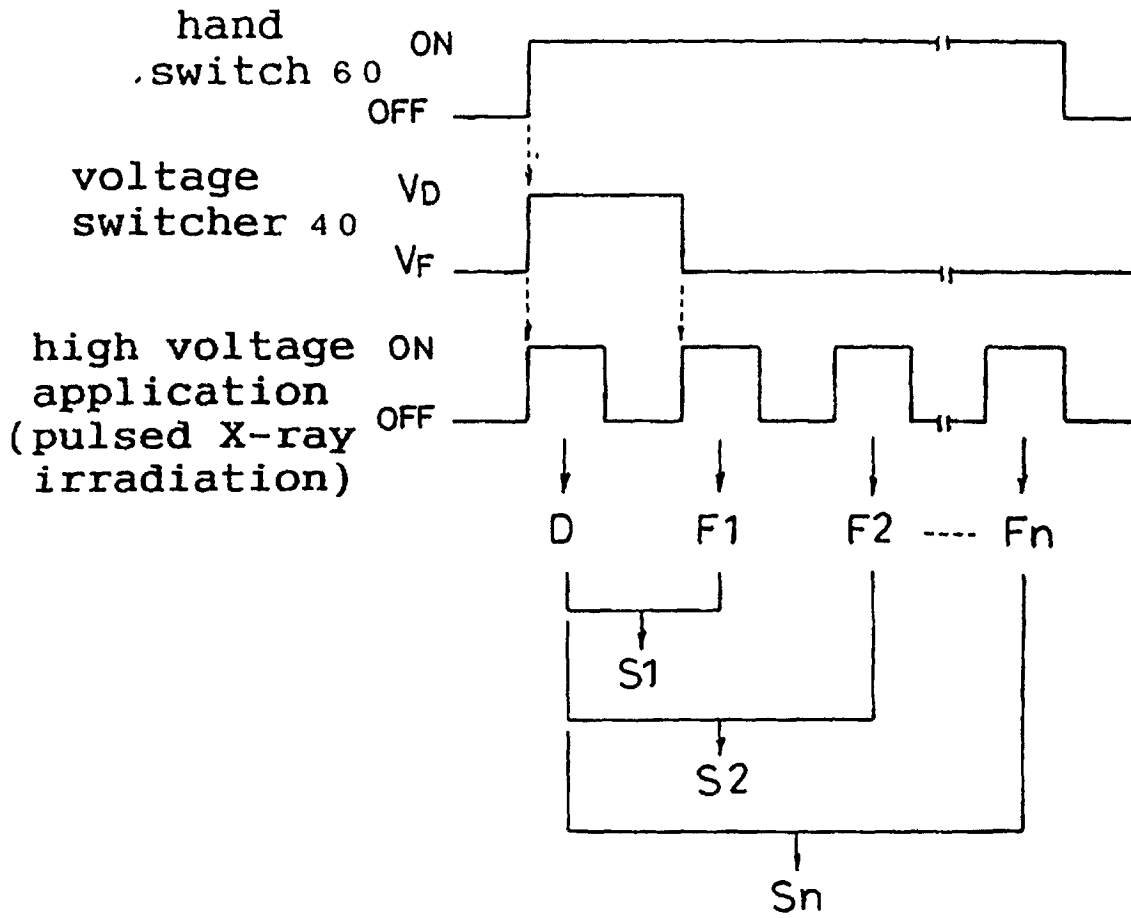 hand
switch 60
ON
OFF
voltage
switcher 40
VD
VF
high voltage
application
(pulsed X-ray
irradiation)
ON
OFF
D F1 F2 ---- Fn
S1
S2
Sn